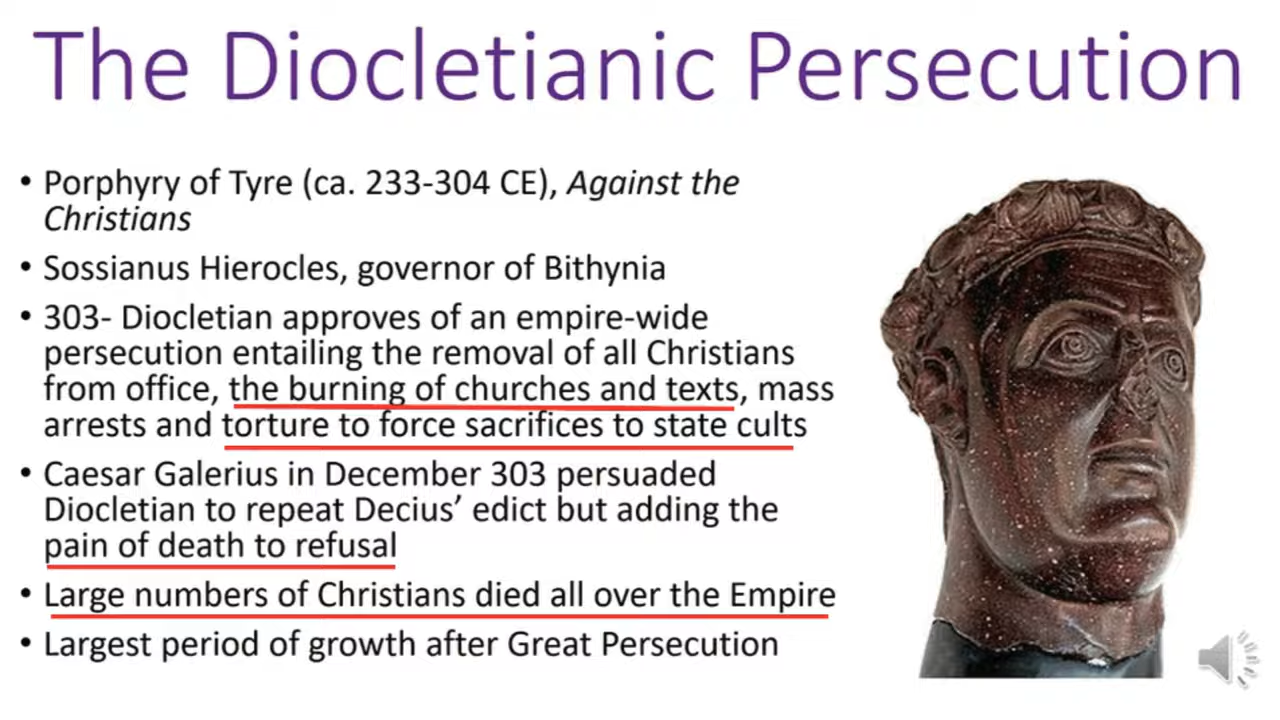 The Diocletianic Persecution
• Porphyry of Tyre (ca. 233-304 CE), Against the
Christians
• Sossianus Hierocles, governor of Bithynia
• 303- Diocletian approves of an empire-wide
persecution entailing the removal of all Christians
from office, the burning of churches and texts, mass
arrests and torture to force sacrifices to state cults
• Caesar Galerius in December 303 persuaded
Diocletian to repeat Decius’ edict but adding the
pain of death to refusal
• Large numbers of Christians died all over the Empire
• Largest period of growth after Great Persecution